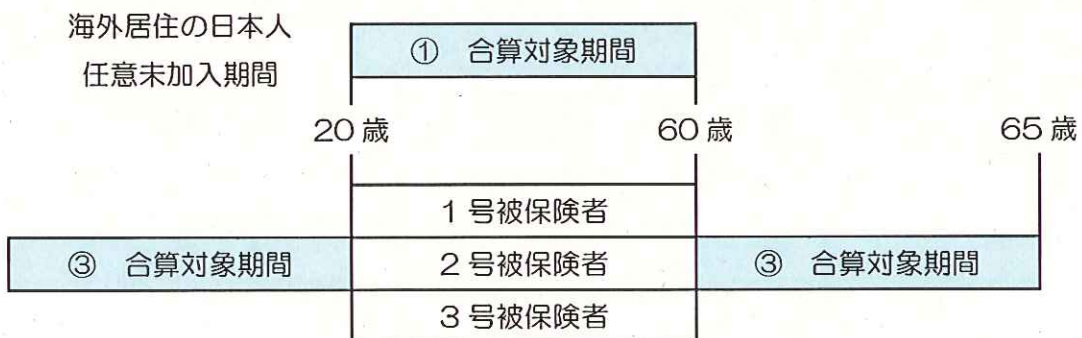 海外居住の日本人
任意未加入期間
① 合算対象期間
20歳
60歳
65歳
1号被保険者
③ 合算対象期間
2号被保険者
③ 合算対象期間
3号被保険者